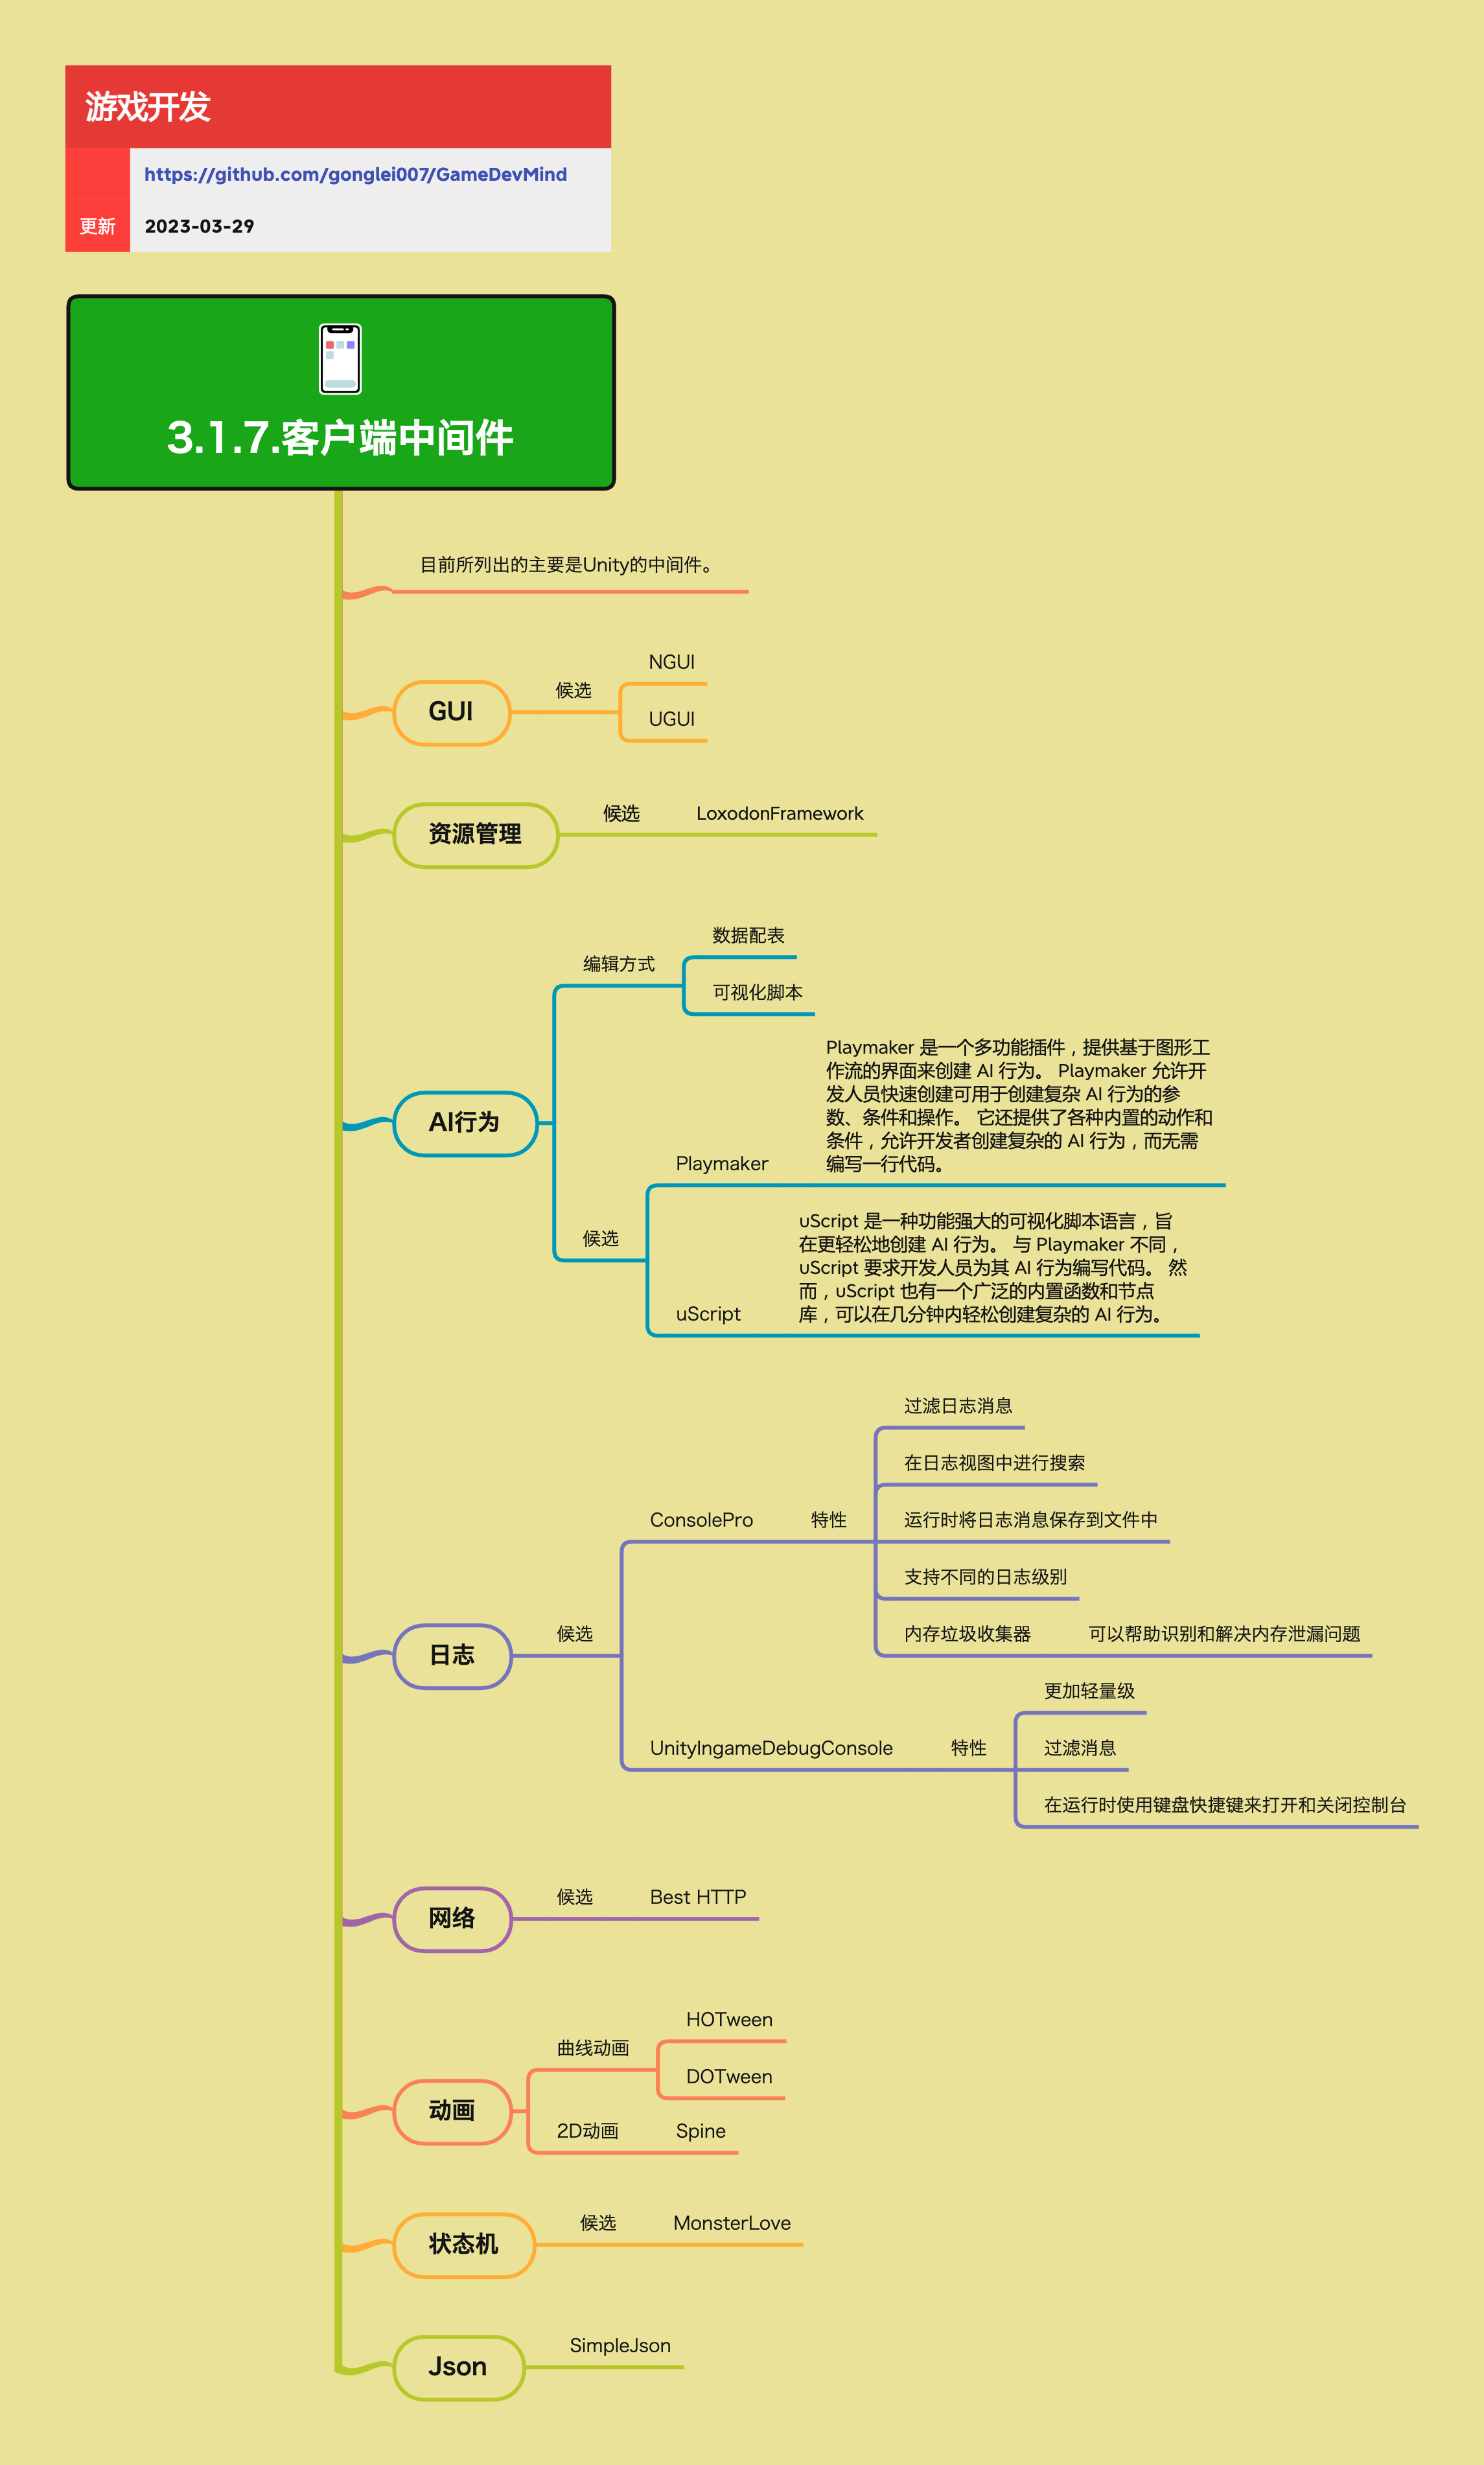 游戏开发
https://github.com/gonglei007/GameDevMind
更新
2023-03-29
3.1.7.客户端中间件
目前所列出的主要是Unity的中间件。
GUI
候选
NGUI
UGUI
资源管理
候选
LoxodonFramework
AI行为
编辑方式
数据配表
可视化脚本
候选
Playmaker
Playmaker 是一个多功能插件，提供基于图形工
作流的界面来创建 AI 行为。 Playmaker 允许开
发人员快速创建可用于创建复杂 AI 行为的参
数、条件和操作。 它还提供了各种内置的动作和
条件，允许开发者创建复杂的 AI 行为，而无需
编写一行代码。
uScript
uScript 是一种功能强大的可视化脚本语言，旨
在更轻松地创建 AI 行为。 与 Playmaker 不同，
uScript 要求开发人员为其 AI 行为编写代码。 然
而，uScript 也有一个广泛的内置函数和节点
库，可以在几分钟内轻松创建复杂的 AI 行为。
日志
候选
ConsolePro
特性
过滤日志消息
在日志视图中进行搜索
运行时将日志消息保存到文件中
支持不同的日志级别
内存垃圾收集器
可以帮助识别和解决内存泄漏问题
UnityIngameDebugConsole
特性
更加轻量级
过滤消息
在运行时使用键盘快捷键来打开和关闭控制台
网络
候选
Best HTTP
动画
曲线动画
HOTween
DOTween
2D动画
Spine
状态机
候选
MonsterLove
Json
SimpleJson